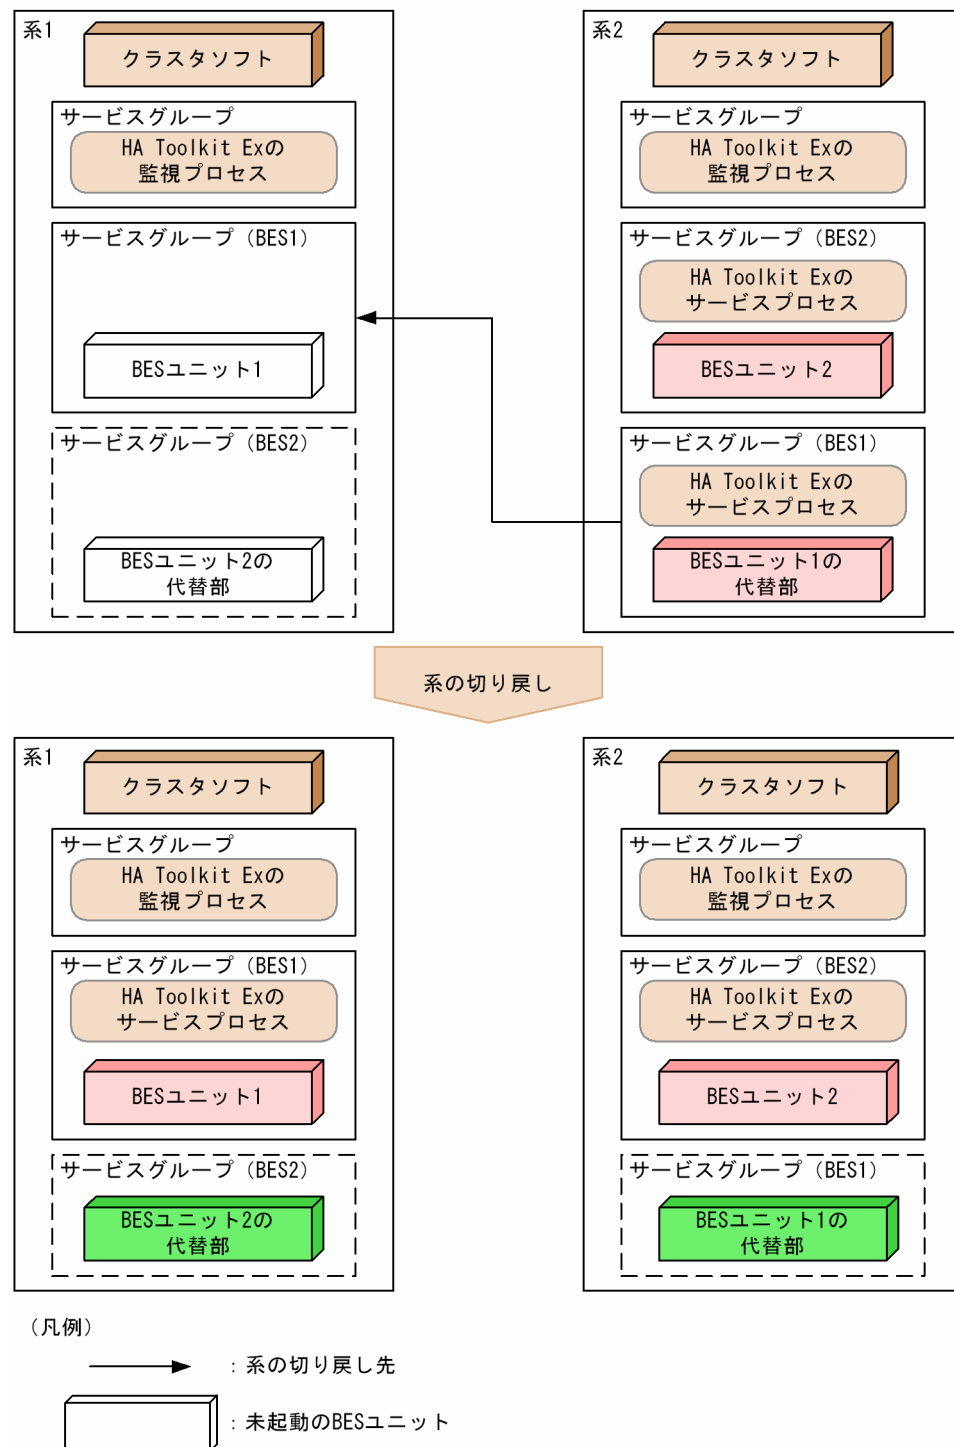 系1
クラスタソフト
サービスグループ
HA Toolkit Exの
監視プロセス
サービスグループ（BES1）
BESユニット1
サービスグループ（BES2）
BESユニット2の
代替部
系2
クラスタソフト
サービスグループ
HA Toolkit Exの
監視プロセス
サービスグループ（BES2）
HA Toolkit Exの
サービスプロセス
BESユニット2
サービスグループ（BES1）
HA Toolkit Exの
サービスプロセス
BESユニット1の
代替部
系の切り戻し
系1
クラスタソフト
サービスグループ
HA Toolkit Exの
監視プロセス
サービスグループ（BES1）
HA Toolkit Exの
サービスプロセス
BESユニット1
サービスグループ（BES2）
BESユニット2の
代替部
系2
クラスタソフト
サービスグループ
HA Toolkit Exの
監視プロセス
サービスグループ（BES2）
HA Toolkit Exの
サービスプロセス
BESユニット2
サービスグループ（BES1）
BESユニット1の
代替部
（凡例）
：系の切り戻し先
：未起動のBESユニット